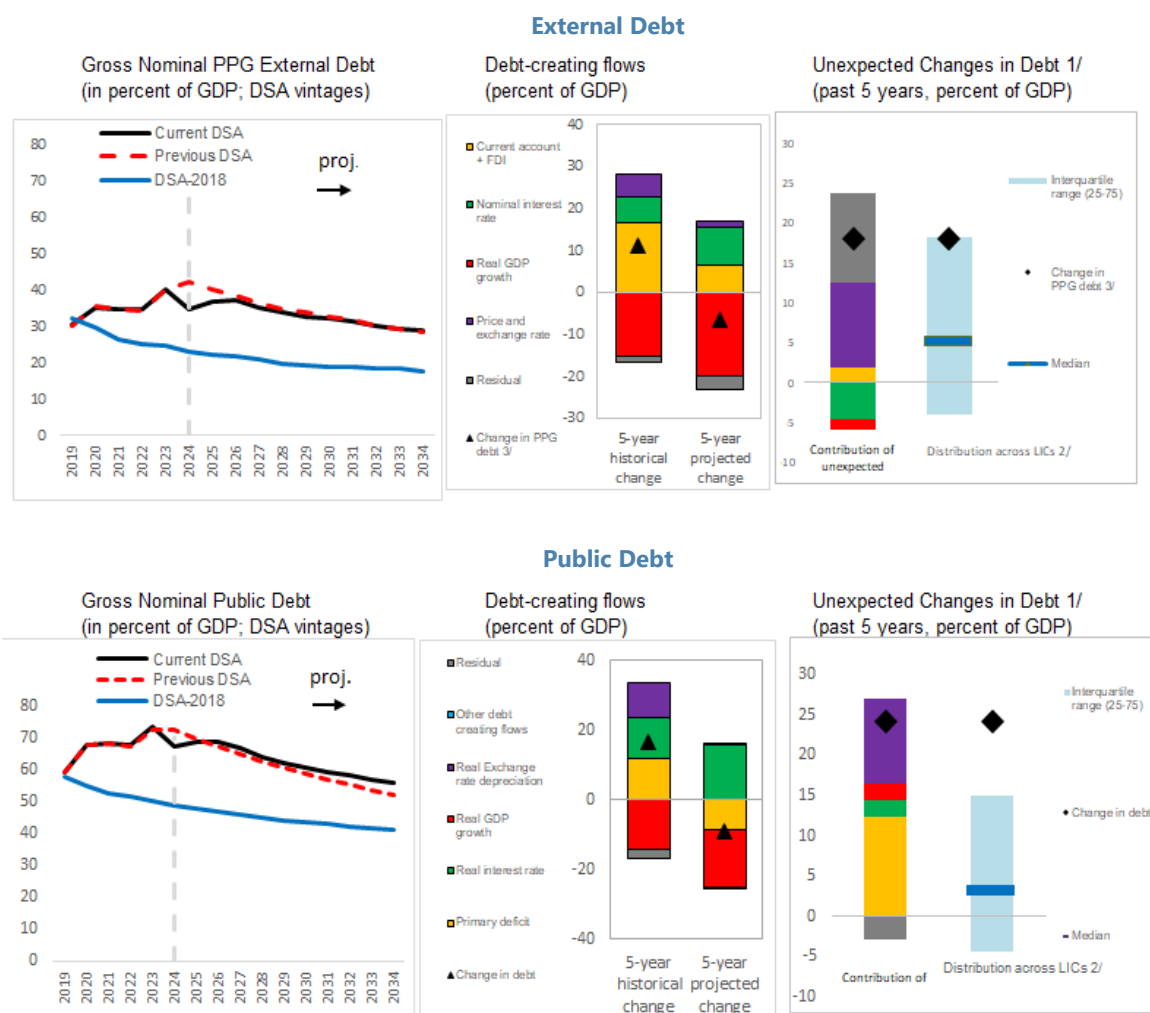 External Debt
Gross Nominal PPG External Debt
(in percent of GDP; DSA vintages)
Current DSA
Previous DSA
DSA-2018
proj.
80
70
60
50
40
30
20
10
0
2019 2020 2021 2022 2023 2024 2025 2026 2027 2028 2029 2030 2031 2032 2033 2034
Debt-creating flows
(percent of GDP)
Current account
+ FDI
Nominal interest
rate
Real GDP
growth
Price and
exchange rate
Residual
Change in PPG
debt 3/
40
30
20
10
0
-10
-20
-30
5-year
historical
change
5-year
projected
change
Unexpected Changes in Debt 1/
(past 5 years, percent of GDP)
30
25
20
15
10
5
0
5
10
Contribution of
unexpected
Distribution across LICs 2/
Interquartile
range (25-75)
Change in
PPG debt 3/
Median
Public Debt
Gross Nominal Public Debt
(in percent of GDP; DSA vintages)
Current DSA
Previous DSA
DSA-2018
proj.
80
70
60
50
40
30
20
10
0
2019 2020 2021 2022 2023 2024 2025 2026 2027 2028 2029 2030 2031 2032 2033 2034
Debt-creating flows
(percent of GDP)
Residual
Other debt
creating flows
Real Exchange
rate depreciation
Real GDP
growth
Real interest rate
Primary deficit
Change in debt
40
20
0
-20
-40
5-year
historical
change
5-year
projected
change
Unexpected Changes in Debt 1/
(past 5 years, percent of GDP)
30
25
20
15
10
5
0
-5
-10
Contribution of
Distribution across LICs 2/
Interquartile
range (25-75)
Change in debt
Median